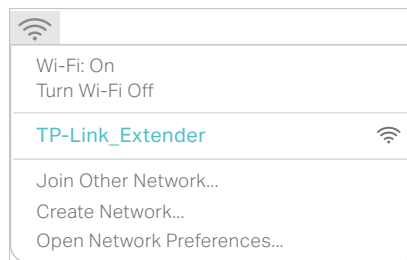 Wi-Fi: On
Turn Wi-Fi Off
TP-Link_Extender
Join Other Network...
Create Network...
Open Network Preferences...